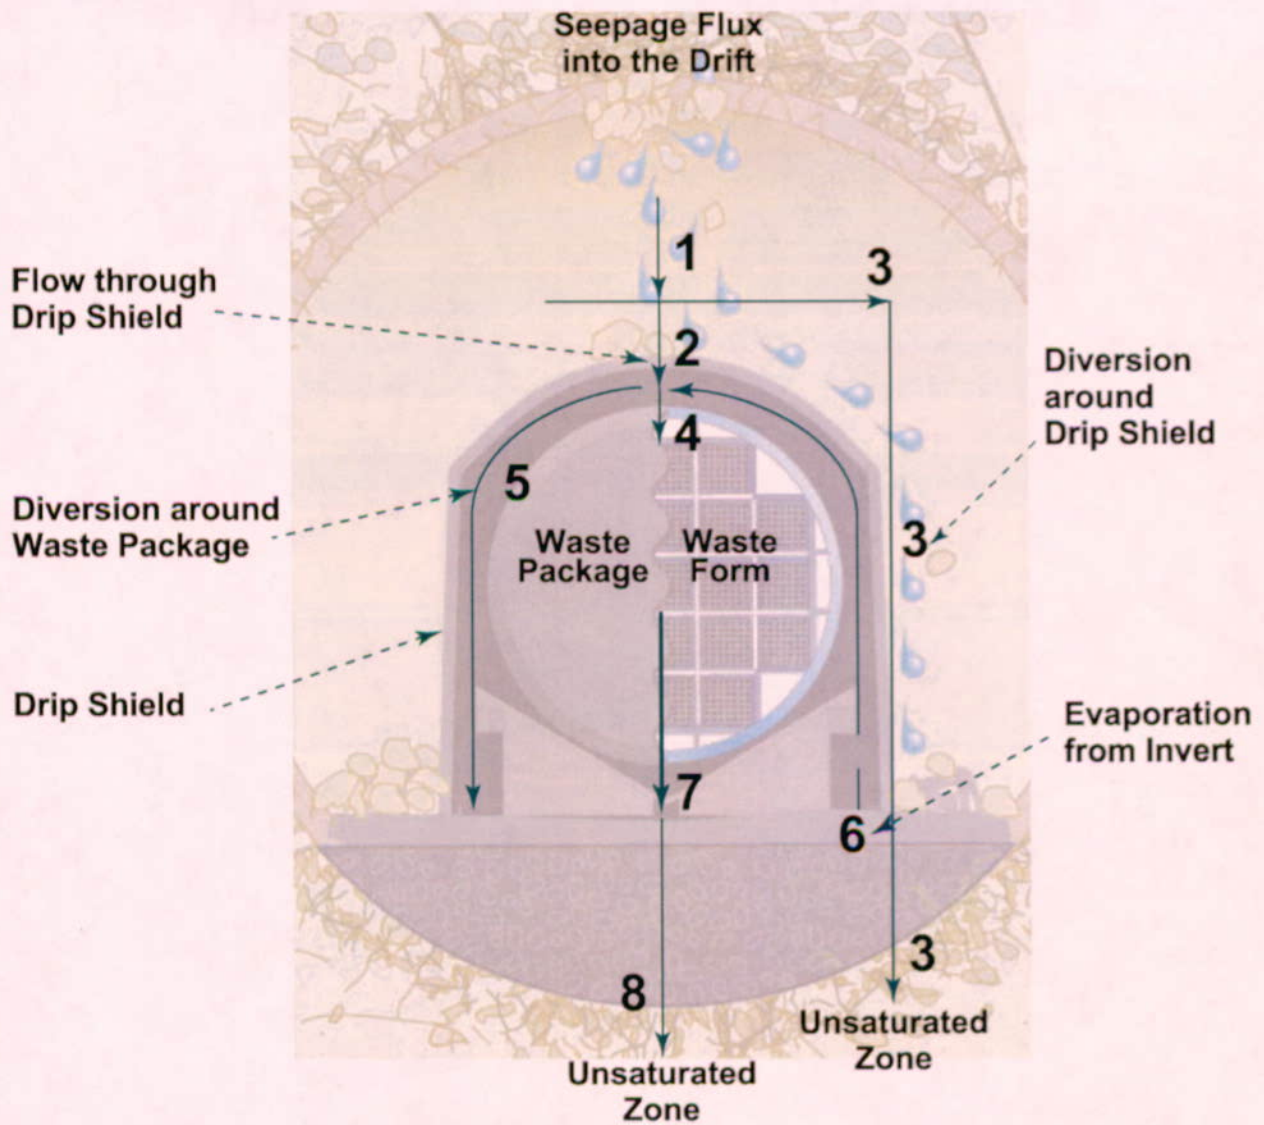 Seepage Flux
into the Drift
1
3
Flow through
Drip Shield
2
Diversion
around
Drip Shield
4
5
Diversion around
Waste Package
Waste
Package
Waste
Form
3
Drip Shield
Evaporation
from Invert
7
6
3
8
Unsaturated
Zone
Unsaturated
Zone